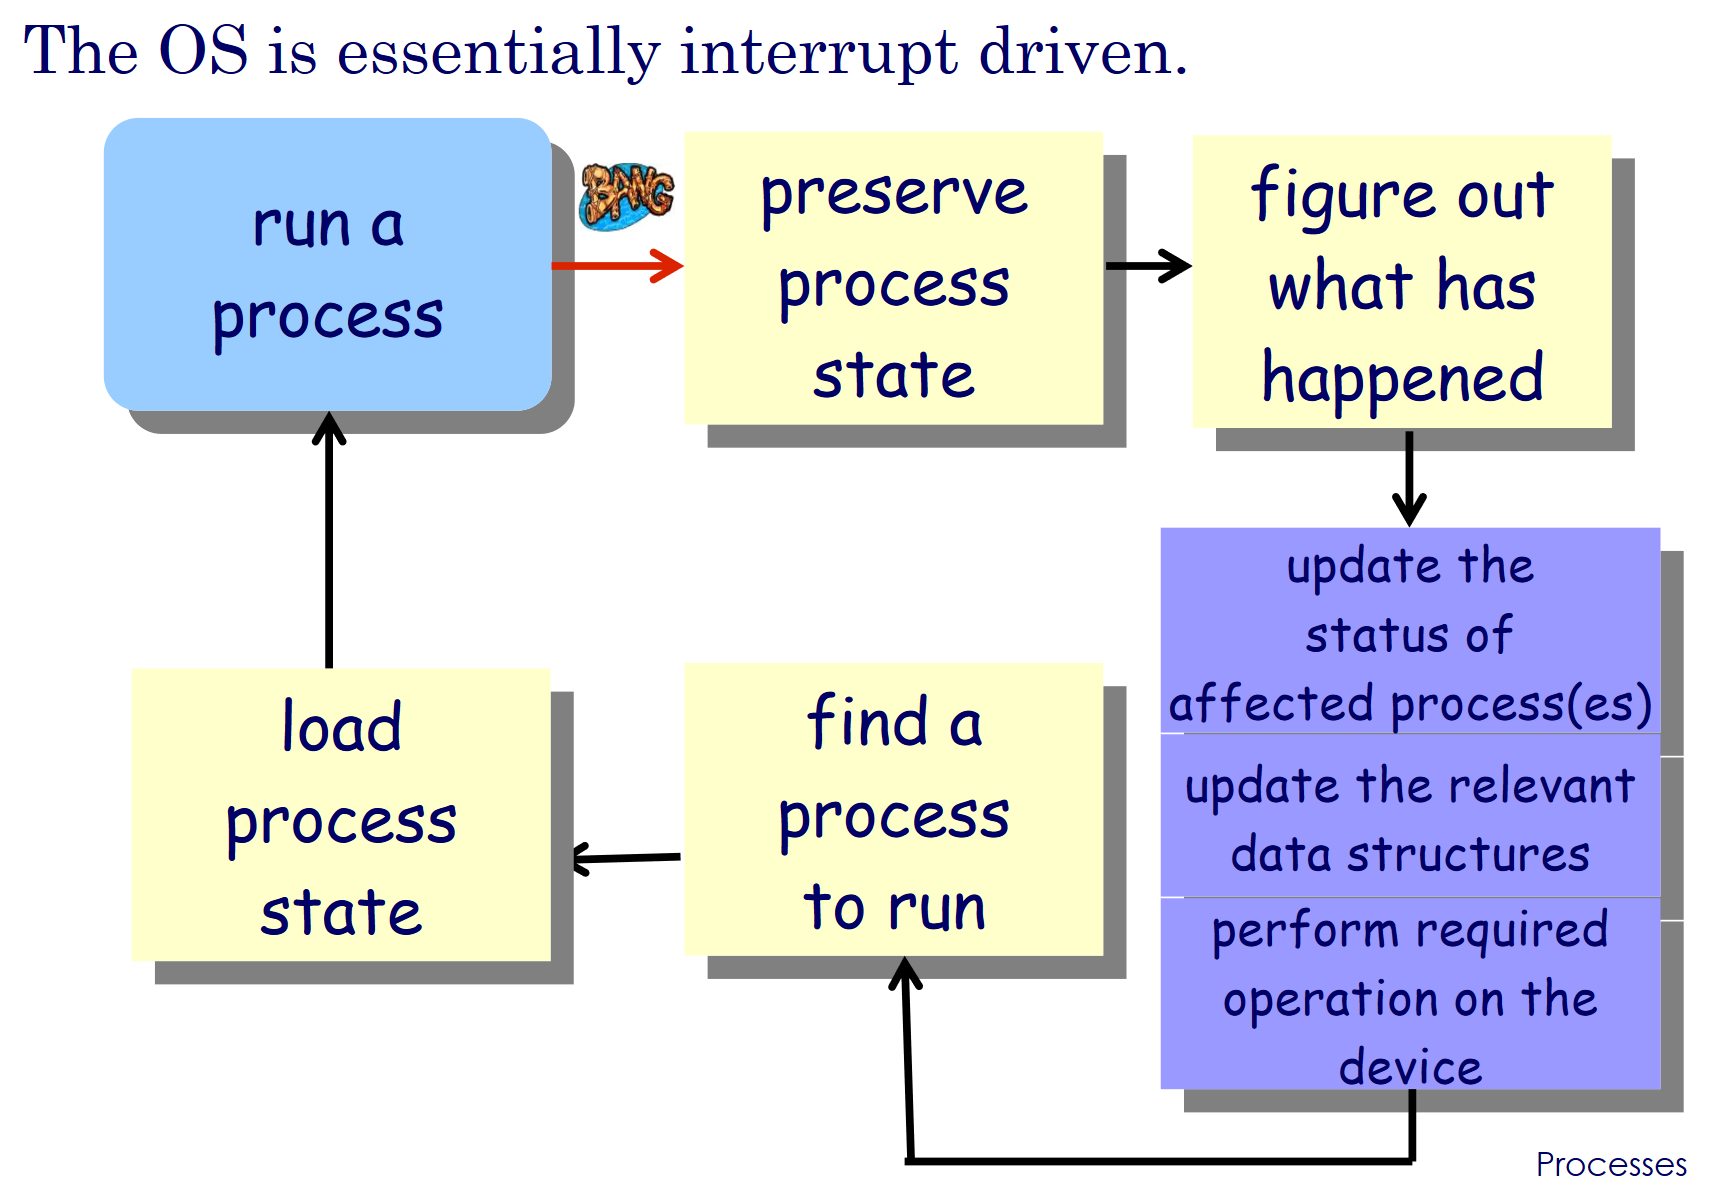 The OS is essentially interrupt driven.
run a
process
BANG
preserve
process
state
figure out
what has
happened
update the
status of
affected process(es)
update the relevant
data structures
perform required
operation on the
device
find a
process
to run
load
process
state
Processes